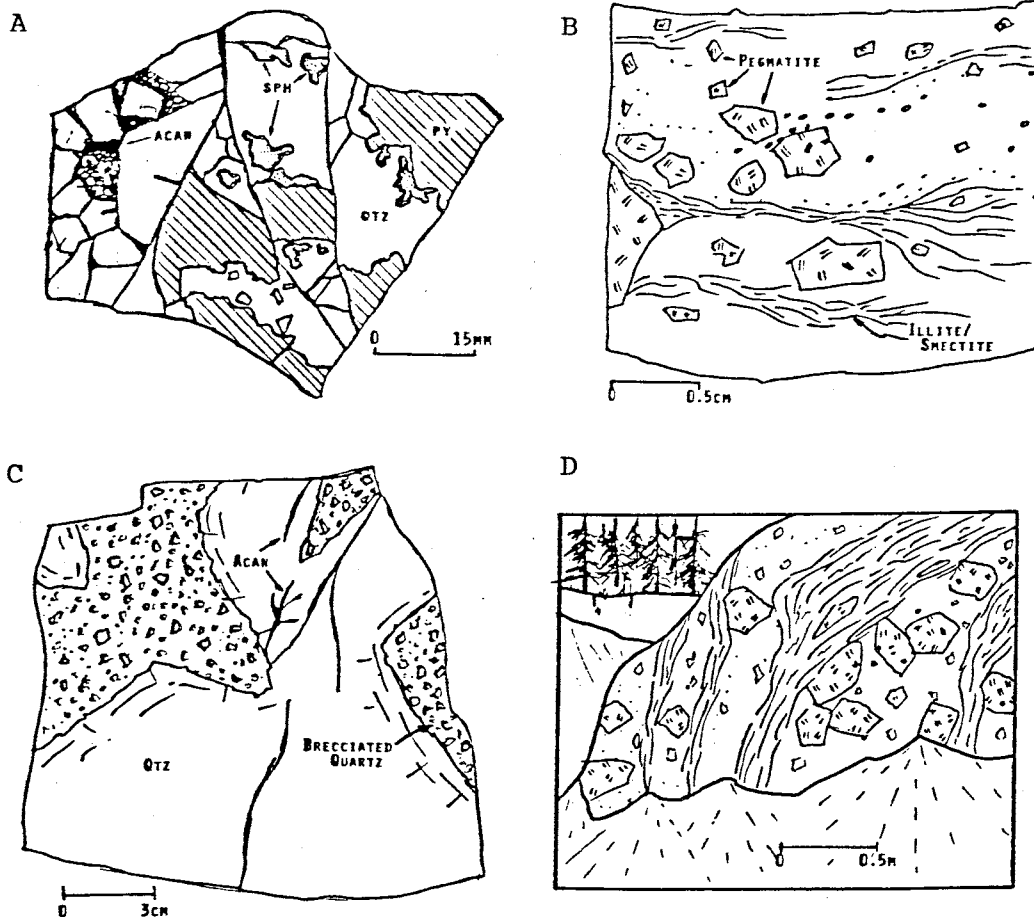 A
SPH
ACAN
PY
QTZ
0 15MM
B
PEGMATITE
ILLITE/
SMECTITE
0 0.5CM
C
ACAN
BRECCIATED
QUARTZ
QTZ
0 3CM
D
0 0.5M